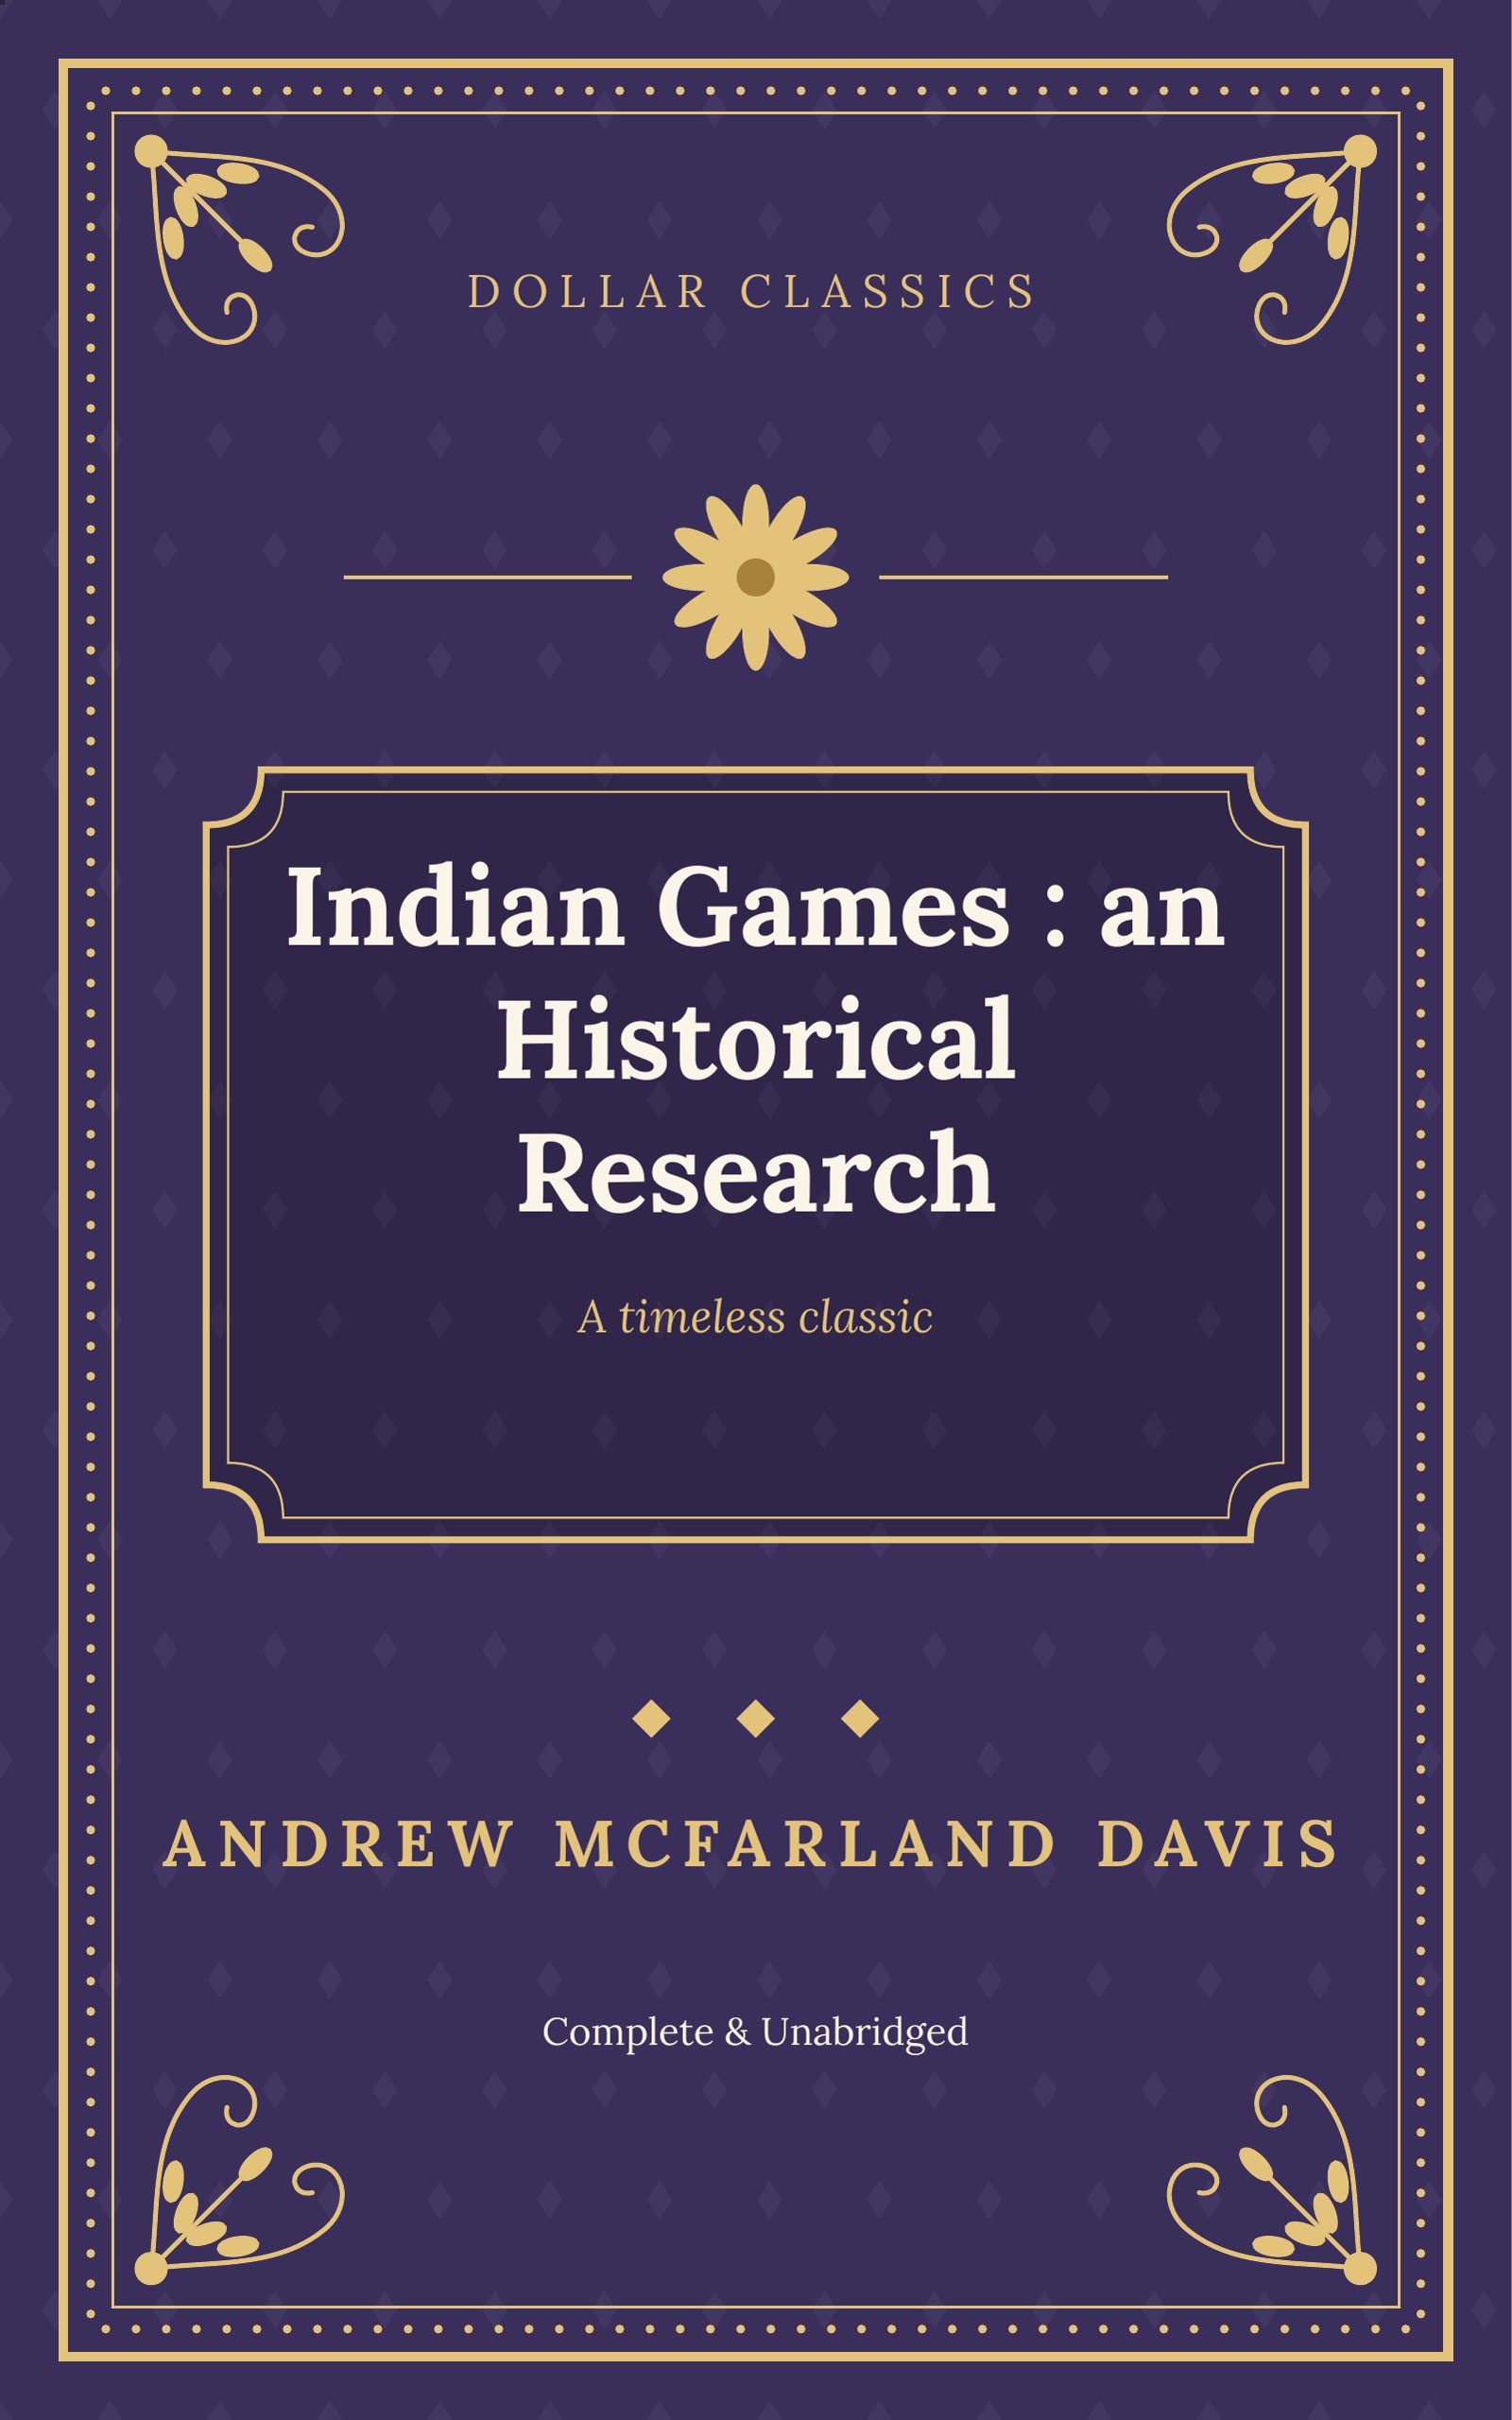 DOLLAR CLASSICS
Indian Games : an
Historical
Research
A timeless classic
ANDREW MCFARLAND DAVIS
Complete & Unabridged